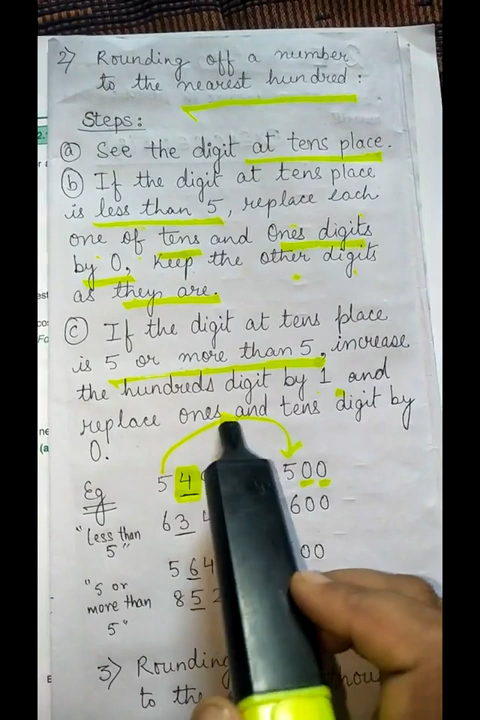 2) Rounding off a number
to the nearest hundred :
Steps:
(a) See the digit at tens place.
(b) If the digit at tens place
is less than 5, replace each
one of tens and Ones digits
by 0, Keep the other digits
as they are.
(c) If the digit at tens place
is 5 or more than 5, increase
the hundreds digit by 1 and
replace ones and tens digit by
0.
Eg 54 500
"Less than 5" 63 600
564 00
"5 or more than 5" 852
3) Rounding
to the